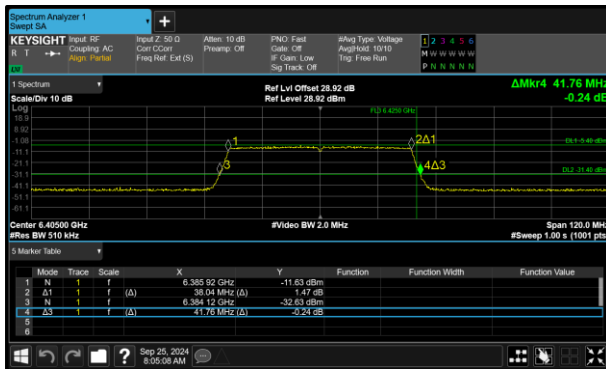 Spectrum Analyzer 1
Swept SA
KEYSIGHT Input: RF Input Z: 50 Ω Atten: 10 dB PNO: Fast #Avg Type: Voltage 1 2 3 4 5 6
R T Coupling: AC Corr CCorr Preamp: Off Gate: Off Avg|Hold: 10/10 M W W W W W
Align: Partial Freq Ref: Ext (S) IF Gain: Low Trig: Free Run
Sig Track: Off P N N N N N
1 Spectrum
Ref Lvl Offset 28.92 dB ΔMkr4 41.76 MHz
Scale/Div 10 dB Ref Level 28.92 dBm -0.24 dB
Log
18.9
8.92
-1.08
-11.1
-21.1
-31.1
-41.1
-51.1
-61.1
1
2Δ1
3
4Δ3
DL1 -5.40 dBm
DL2 -31.40 dBm
Center 6.40500 GHz #Video BW 2.0 MHz Span 120.0 MHz
#Res BW 510 kHz #Sweep 1.00 s (1001 pts
5 Marker Table
Mode Trace Scale X Y Function Function Width Function Value
1 N 1 f 6.385 92 GHz -11.63 dBm
2 Δ1 1 f (Δ) 38.04 MHz (Δ) 1.47 dB
3 N 1 f 6.384 12 GHz -32.63 dBm
4 Δ3 1 f (Δ) 41.76 MHz (Δ) -0.24 dB
5
6
?
Sep 25, 2024
8:05:08 AM